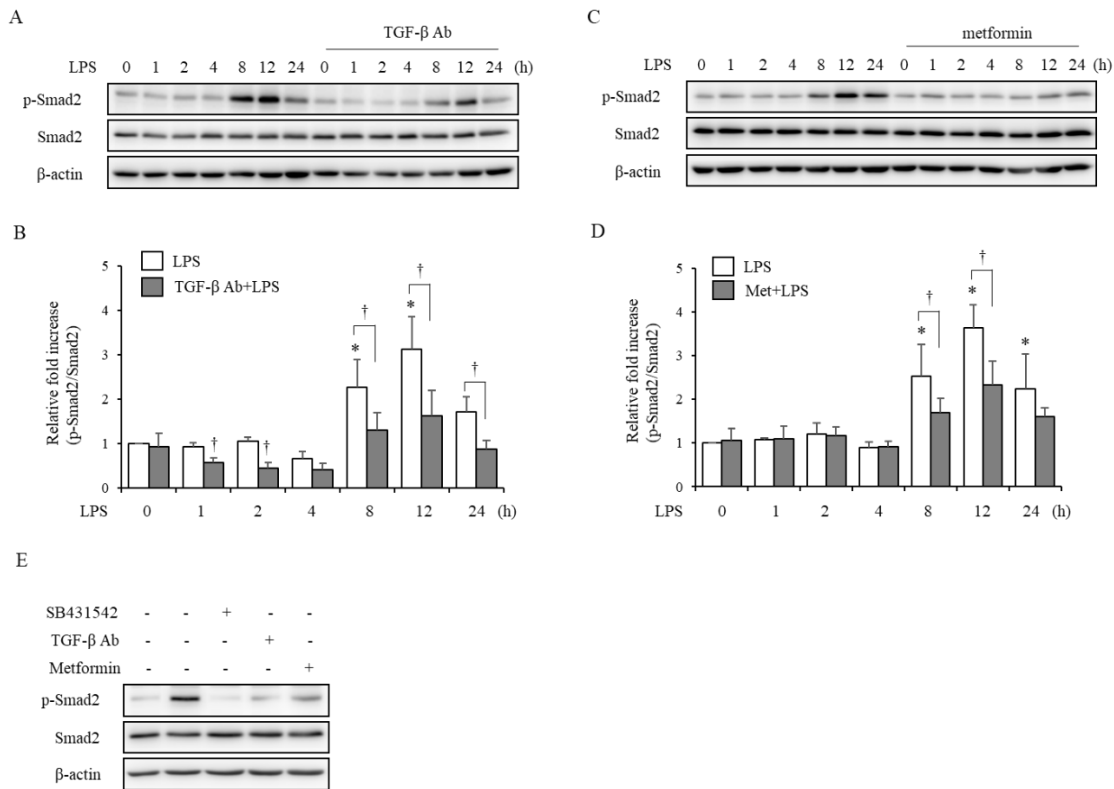 A
TGF-β Ab
LPS 0 1 2 4 8 12 24 0 1 2 4 8 12 24 (h)
p-Smad2
Smad2
β-actin
B
LPS
TGF-β Ab+LPS
Relative fold increase
(p-Smad2/Smad2)
5
4
3
2
1
0
† † * † * † †
LPS 0 1 2 4 8 12 24 (h)
C
metformin
LPS 0 1 2 4 8 12 24 0 1 2 4 8 12 24 (h)
p-Smad2
Smad2
β-actin
D
LPS
Met+LPS
Relative fold increase
(p-Smad2/Smad2)
5
4
3
2
1
0
* † * † *
LPS 0 1 2 4 8 12 24 (h)
E
SB431542 - - + - -
TGF-β Ab - - - + -
Metformin - - - - +
p-Smad2
Smad2
β-actin